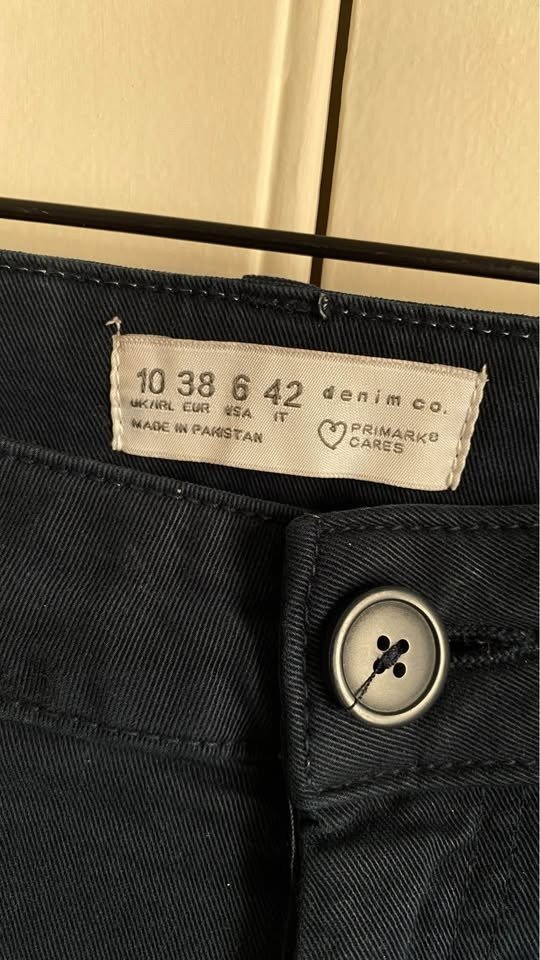 10 38 6 42 denim co.
UK/IRL EUR USA IT
MADE IN PAKISTAN
PRIMARK®
CARES